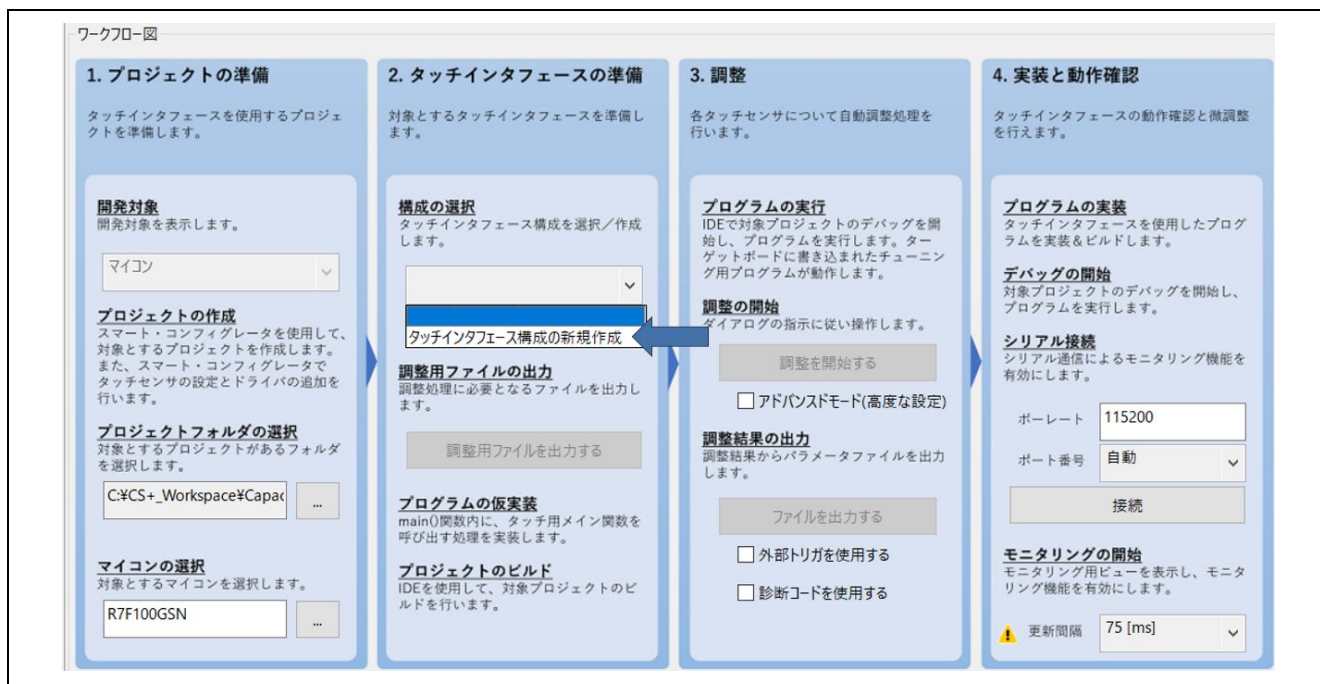 ワークフロー図
1. プロジェクトの準備
タッチインタフェースを使用するプロジェ
クトを準備します。
開発対象
開発対象を表示します。
マイコン
プロジェクトの作成
スマート・コンフィグレータを使用して、
対象とするプロジェクトを作成します。
また、スマート・コンフィグレータで
タッチセンサの設定とドライバの追加を
行います。
プロジェクトフォルダの選択
対象とするプロジェクトがあるフォルダ
を選択します。
C:¥CS+_Workspace¥Capac
...
マイコンの選択
対象とするマイコンを選択します。
R7F100GSN
...
2. タッチインタフェースの準備
対象とするタッチインタフェースを準備し
ます。
構成の選択
タッチインタフェース構成を選択／作成
します。
タッチインタフェース構成の新規作成
調整用ファイルの出力
調整処理に必要となるファイルを出力し
ます。
調整用ファイルを出力する
プログラムの仮実装
main()関数内に、タッチ用メイン関数を
呼び出す処理を実装します。
プロジェクトのビルド
IDEを使用して、対象プロジェクトのビ
ルドを行います。
3. 調整
各タッチセンサについて自動調整処理を
行います。
プログラムの実行
IDEで対象プロジェクトのデバッグを開
始し、プログラムを実行します。ター
ゲットボードに書き込まれたチューニン
グ用プログラムが動作します。
調整の開始
ダイアログの指示に従い操作します。
調整を開始する
アドバンスドモード(高度な設定)
調整結果の出力
調整結果からパラメータファイルを出力
します。
ファイルを出力する
外部トリガを使用する
診断コードを使用する
4. 実装と動作確認
タッチインタフェースの動作確認と微調整
を行えます。
プログラムの実装
タッチインタフェースを使用したプログ
ラムを実装&ビルドします。
デバッグの開始
対象プロジェクトのデバッグを開始し、
プログラムを実行します。
シリアル接続
シリアル通信によるモニタリング機能を
有効にします。
ボーレート 115200
ポート番号 自動
接続
モニタリングの開始
モニタリング用ビューを表示し、モニタ
リング機能を有効にします。
更新間隔 75 [ms]